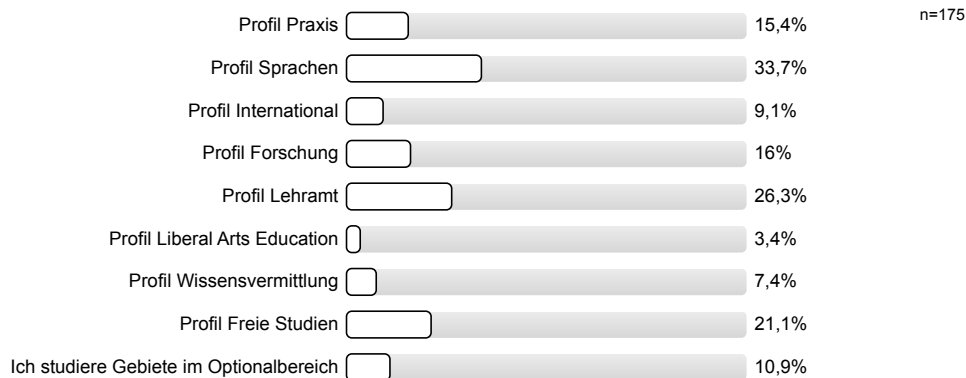 Profil Praxis 15,4% n=175
Profil Sprachen 33,7%
Profil International 9,1%
Profil Forschung 16%
Profil Lehramt 26,3%
Profil Liberal Arts Education 3,4%
Profil Wissensvermittlung 7,4%
Profil Freie Studien 21,1%
Ich studiere Gebiete im Optionalbereich 10,9%